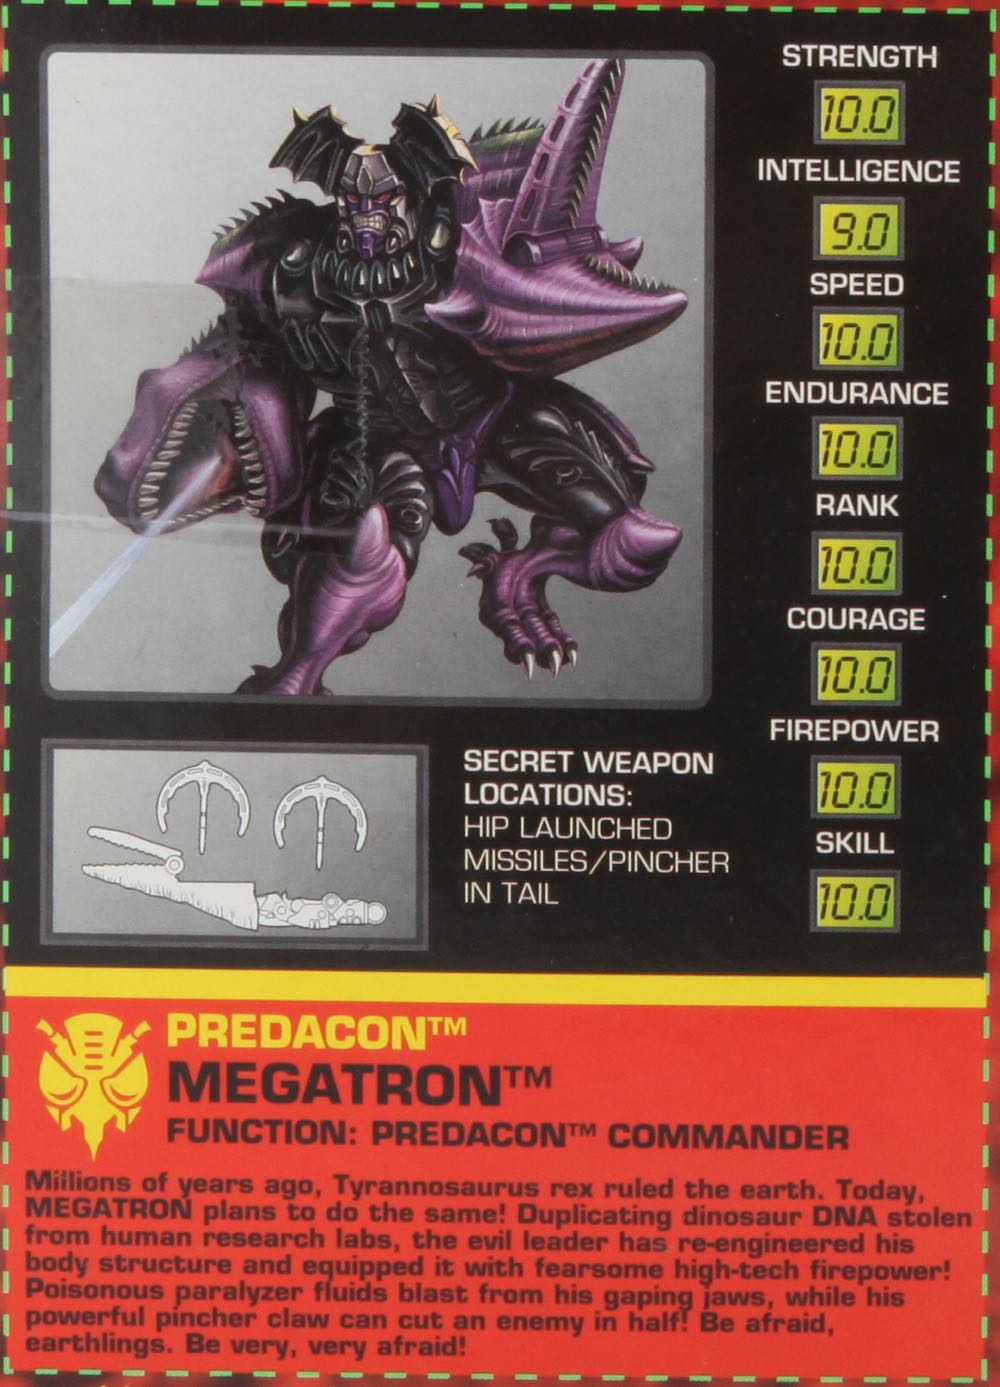 STRENGTH
10.0
INTELLIGENCE
9.0
SPEED
10.0
ENDURANCE
10.0
RANK
10.0
COURAGE
10.0
FIREPOWER
10.0
SKILL
10.0
SECRET WEAPON
LOCATIONS:
HIP LAUNCHED
MISSILES/PINCHER
IN TAIL
PREDACON™
MEGATRON™
FUNCTION: PREDACON™ COMMANDER
Millions of years ago, Tyrannosaurus rex ruled the earth. Today,
MEGATRON plans to do the same! Duplicating dinosaur DNA stolen
from human research labs, the evil leader has re-engineered his
body structure and equipped it with fearsome high-tech firepower!
Poisonous paralyzer fluids blast from his gaping jaws, while his
powerful pincher claw can cut an enemy in half! Be afraid,
earthlings. Be very, very afraid!